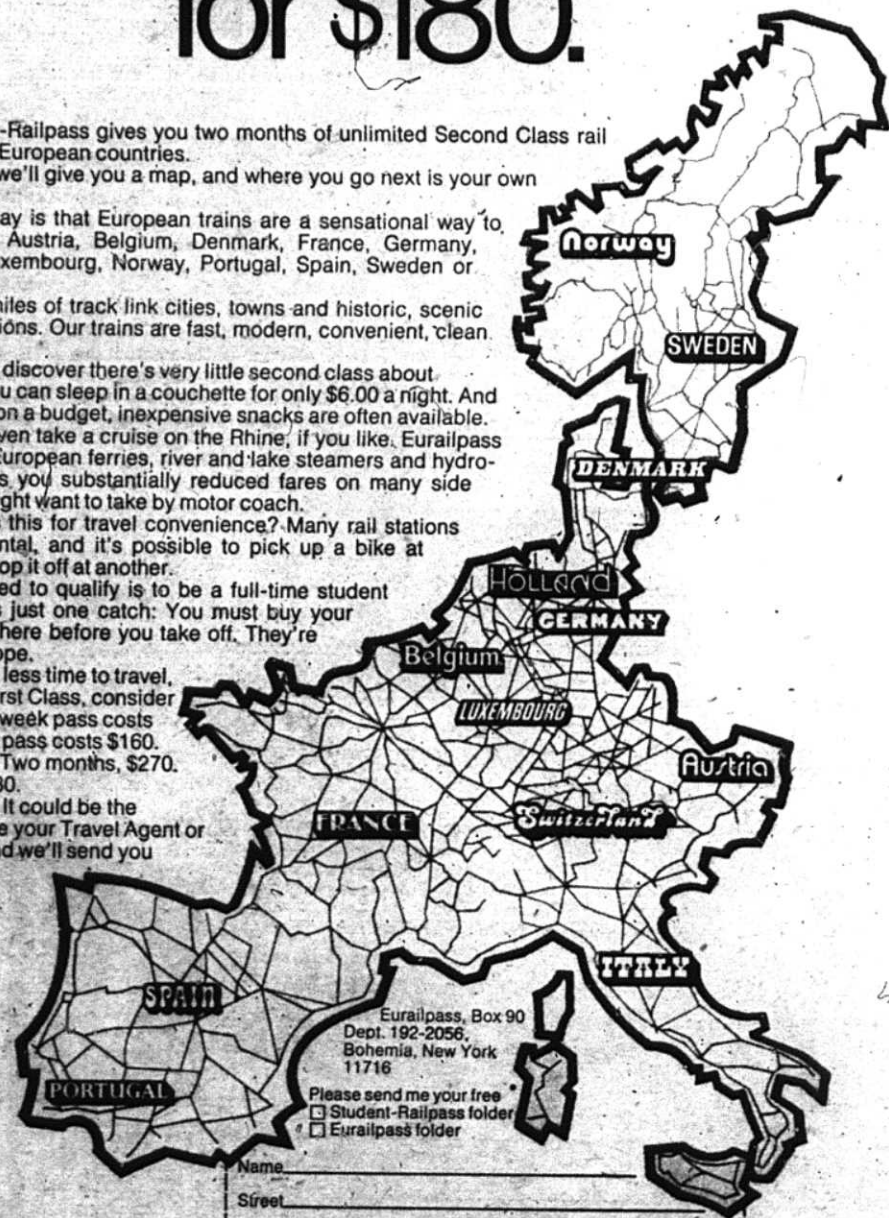 for $180.
-Railpass gives you two months of unlimited Second Class rail
European countries.
we'll give you a map, and where you go next is your own
ay is that European trains are a sensational way to
Austria, Belgium, Denmark, France, Germany,
xembourg, Norway, Portugal, Spain, Sweden or
iles of track link cities, towns and historic, scenic
ions. Our trains are fast, modern, convenient, clean
discover there's very little second class about
u can sleep in a couchette for only $6.00 a night. And
on a budget, inexpensive snacks are often available.
ven take a cruise on the Rhine, if you like. Eurailpass
European ferries, river and lake steamers and hydro-
s you substantially reduced fares on many side
ght want to take by motor coach.
this for travel convenience? Many rail stations
ntal, and it's possible to pick up a bike at
op it off at another.
ed to qualify is to be a full-time student
s just one catch: You must buy your
here before you take off. They're
ope.
less time to travel,
rst Class, consider
week pass costs
pass costs $160.
Two months, $270.
30.
It could be the
e your Travel Agent or
d we'll send you
Norway
SWEDEN
DENMARK
Holland
GERMANY
Belgium
LUXEMBOURG
Austria
FRANCE
Switzerland
ITALY
SPAIN
PORTUGAL
Eurailpass, Box 90
Dept. 192-2056,
Bohemia, New York
11716
Please send me your free
☐ Student-Railpass folder
☐ Eurailpass folder
Name
Street